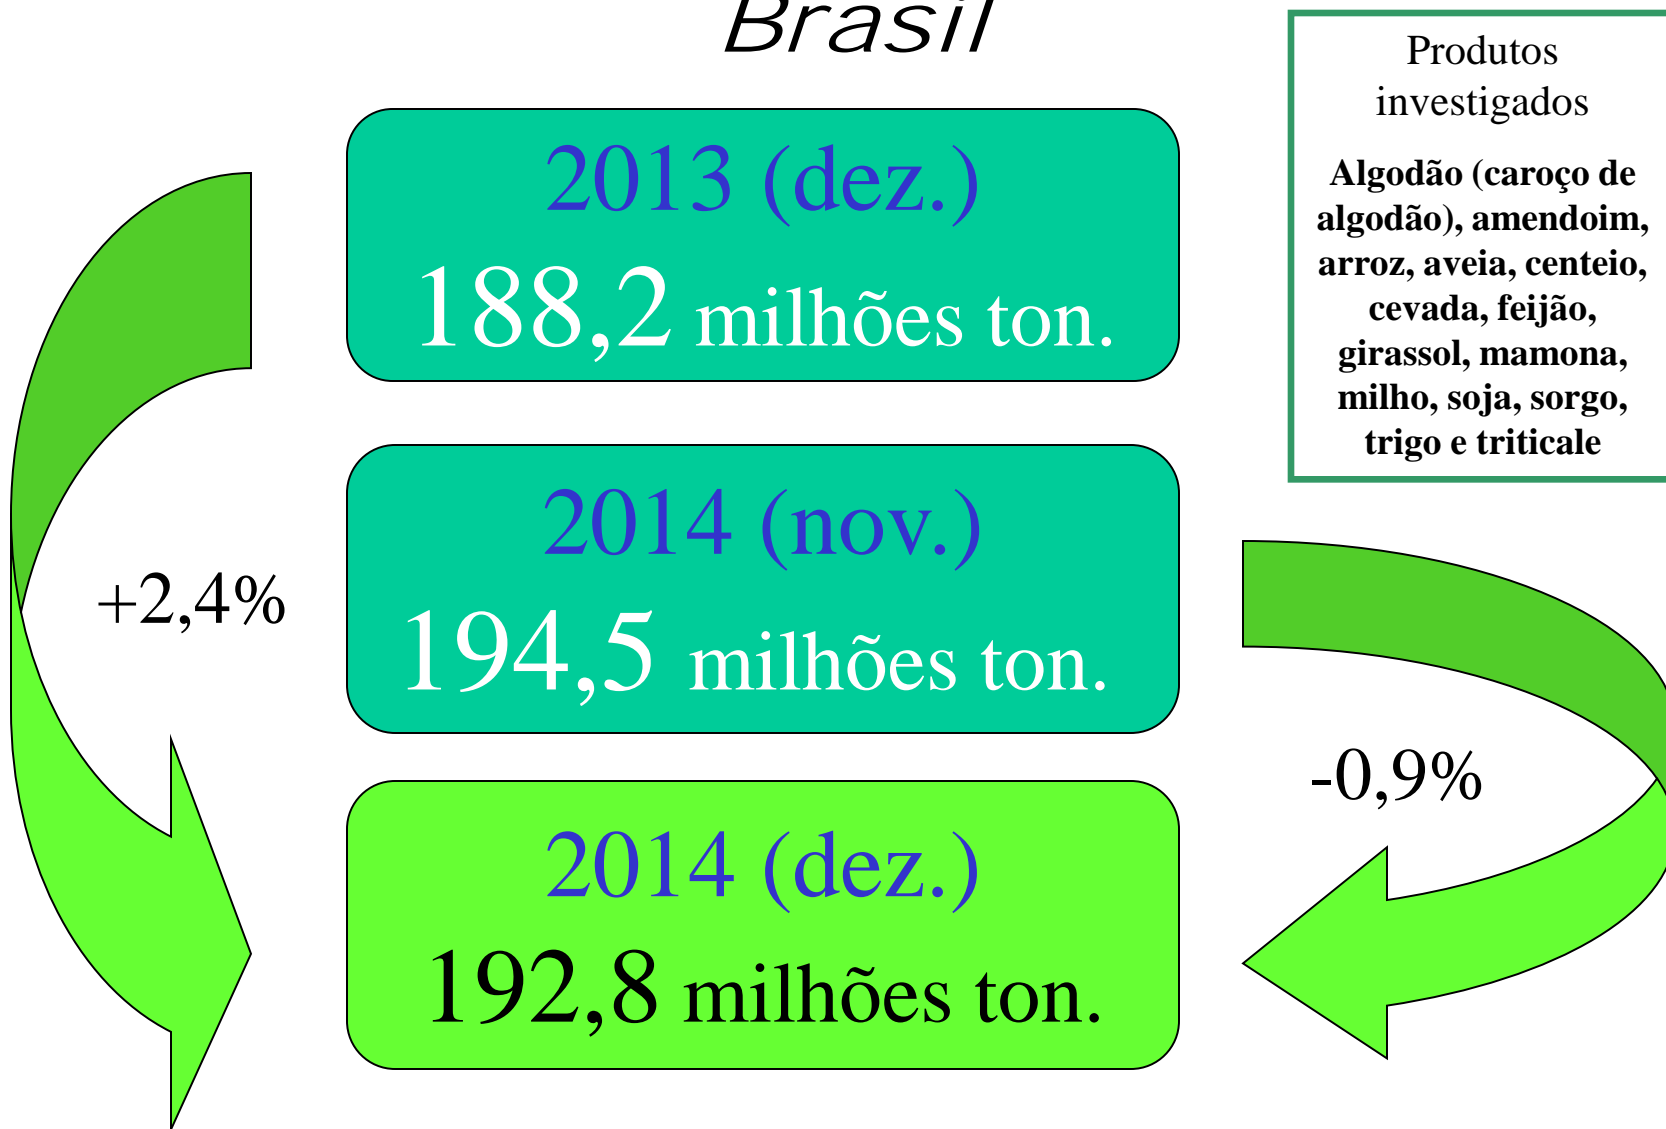 Brasil
Produtos
investigados
Algodão (caroço de
algodão), amendoim,
arroz, aveia, centeio,
cevada, feijão,
girassol, mamona,
milho, soja, sorgo,
trigo e triticale
2013 (dez.)
188,2 milhões ton.
2014 (nov.)
194,5 milhões ton.
+2,4%
-0,9%
2014 (dez.)
192,8 milhões ton.